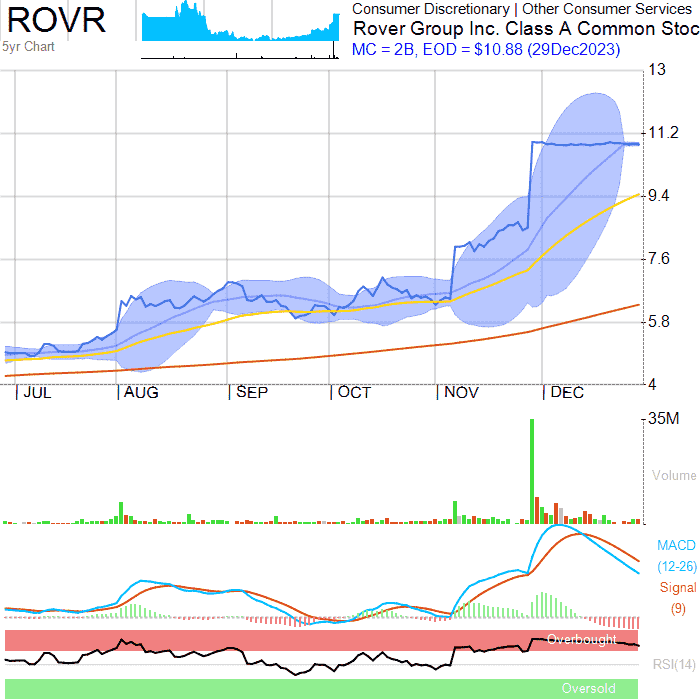 ROVR
5yr Chart
Consumer Discretionary | Other Consumer Services
Rover Group Inc. Class A Common Stoc
MC = 2B, EOD = $10.88 (29Dec2023)
13
11.2
9.4
7.6
5.8
4
JUL AUG SEP OCT NOV DEC
35M
Volume
MACD
(12-26)
Signal
(9)
Overbought
RSI(14)
Oversold